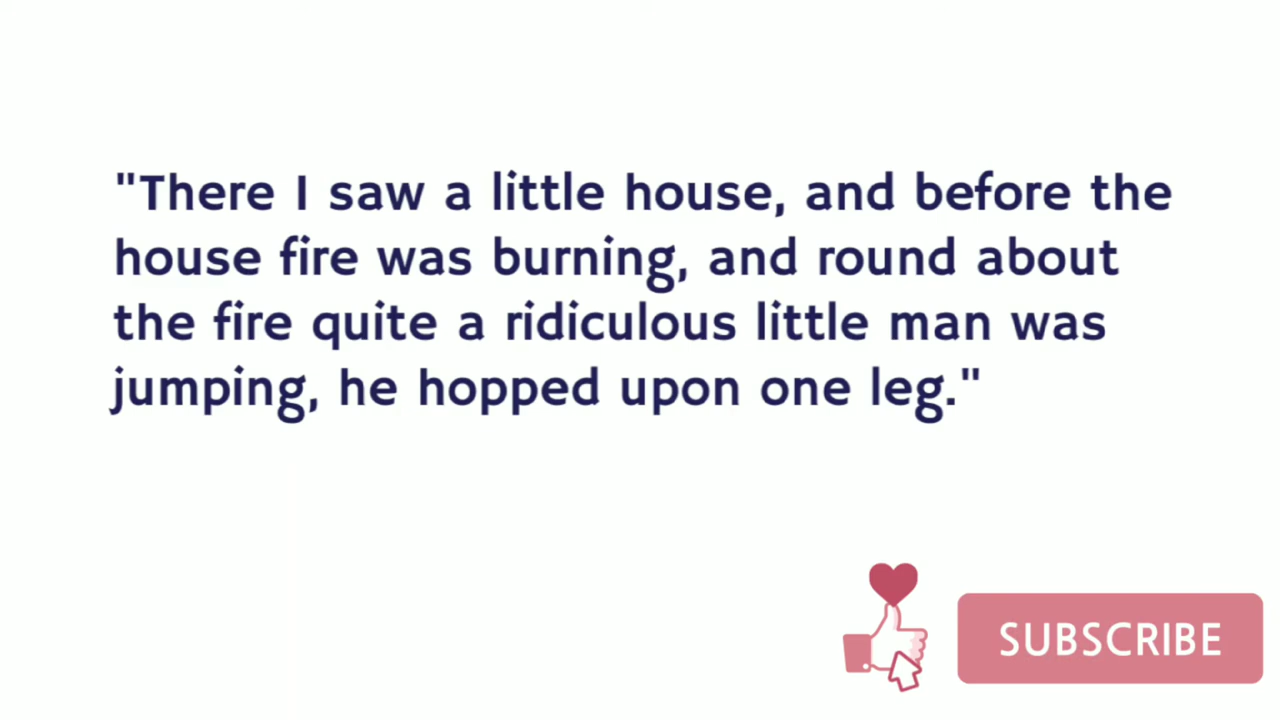 "There I saw a little house, and before the
house fire was burning, and round about
the fire quite a ridiculous little man was
jumping, he hopped upon one leg."
SUBSCRIBE